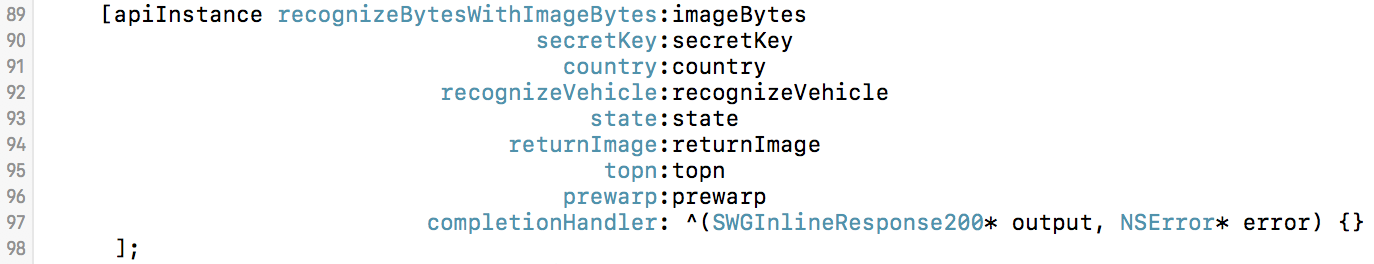 89 [apiInstance recognizeBytesWithImageBytes:imageBytes
90 secretKey:secretKey
91 country:country
92 recognizeVehicle:recognizeVehicle
93 state:state
94 returnImage:returnImage
95 topn:topn
96 prewarp:prewarp
97 completionHandler: ^(SWGInlineResponse200* output, NSError* error) {}
98 ];